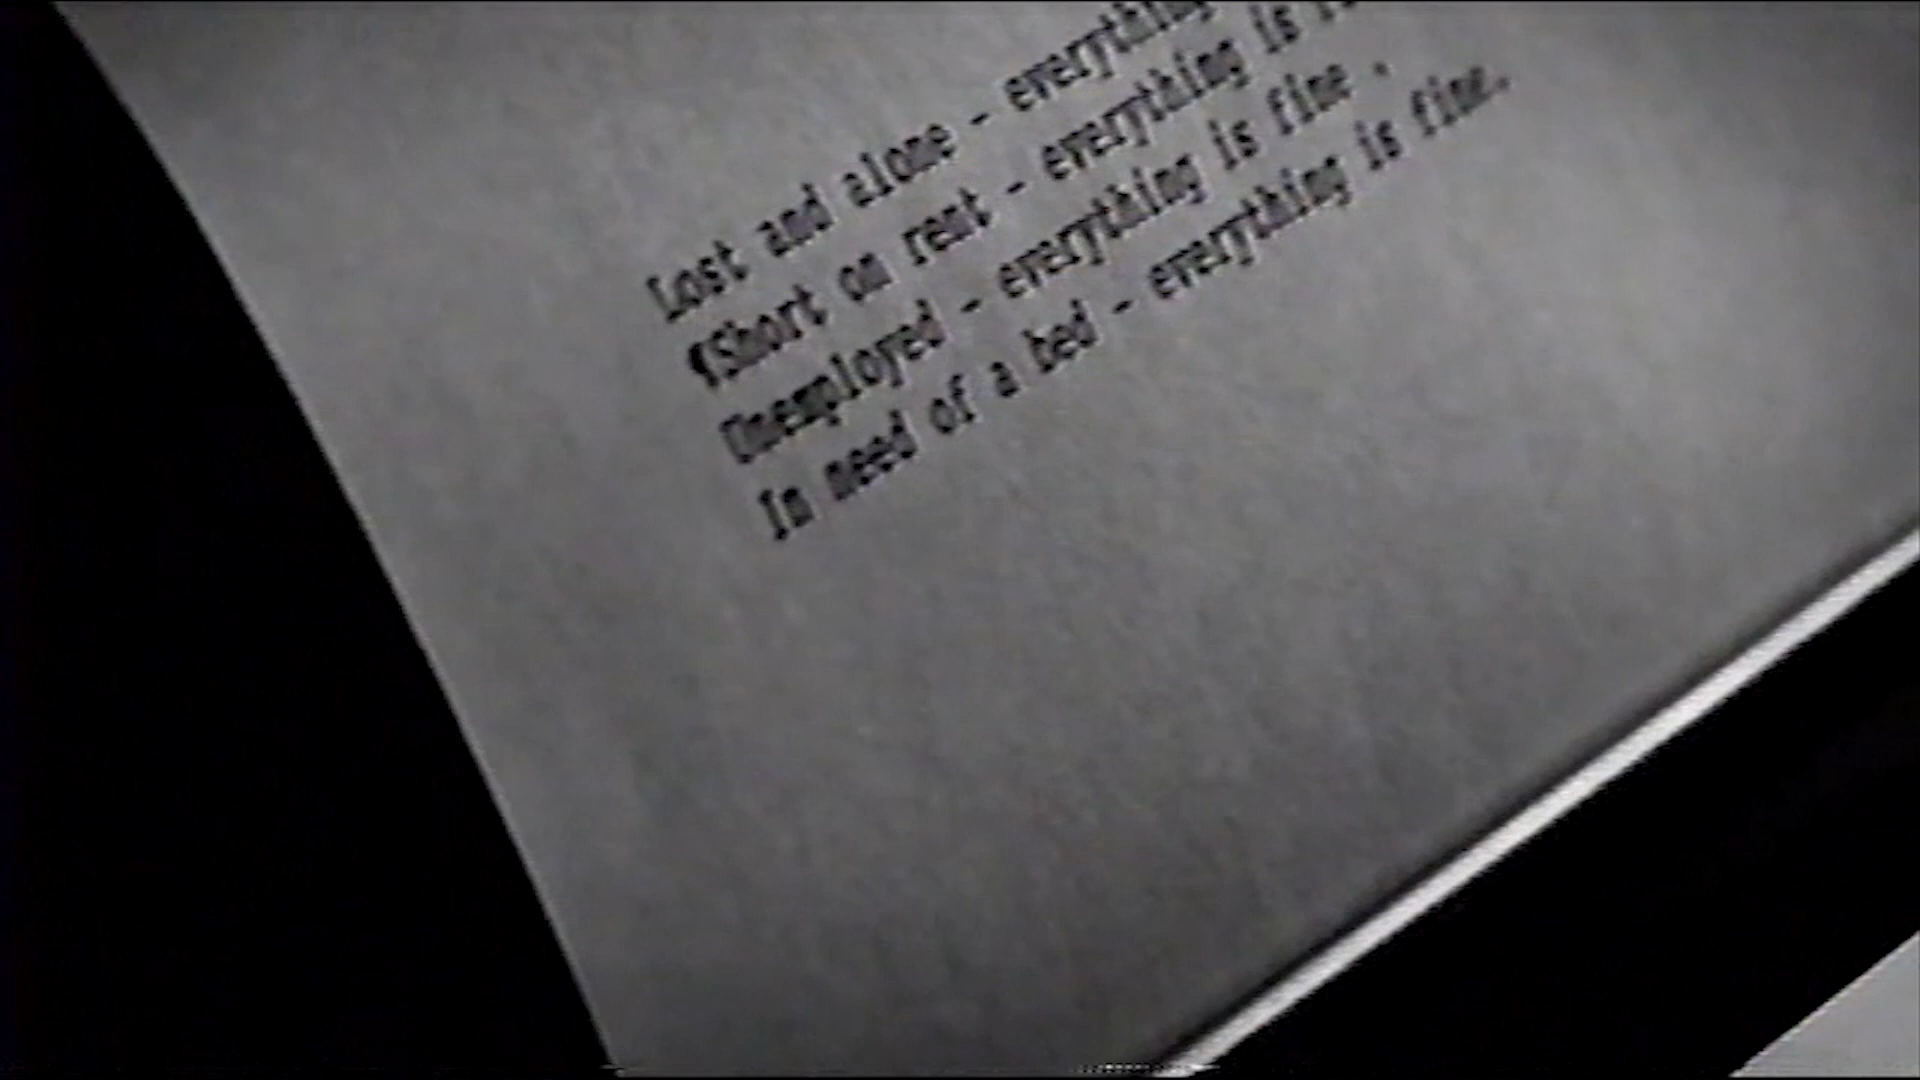 Lost and alone - everything
¶Short on rent - everything is
Unemployed - everything is fine .
In need of a bed - everything is fine.